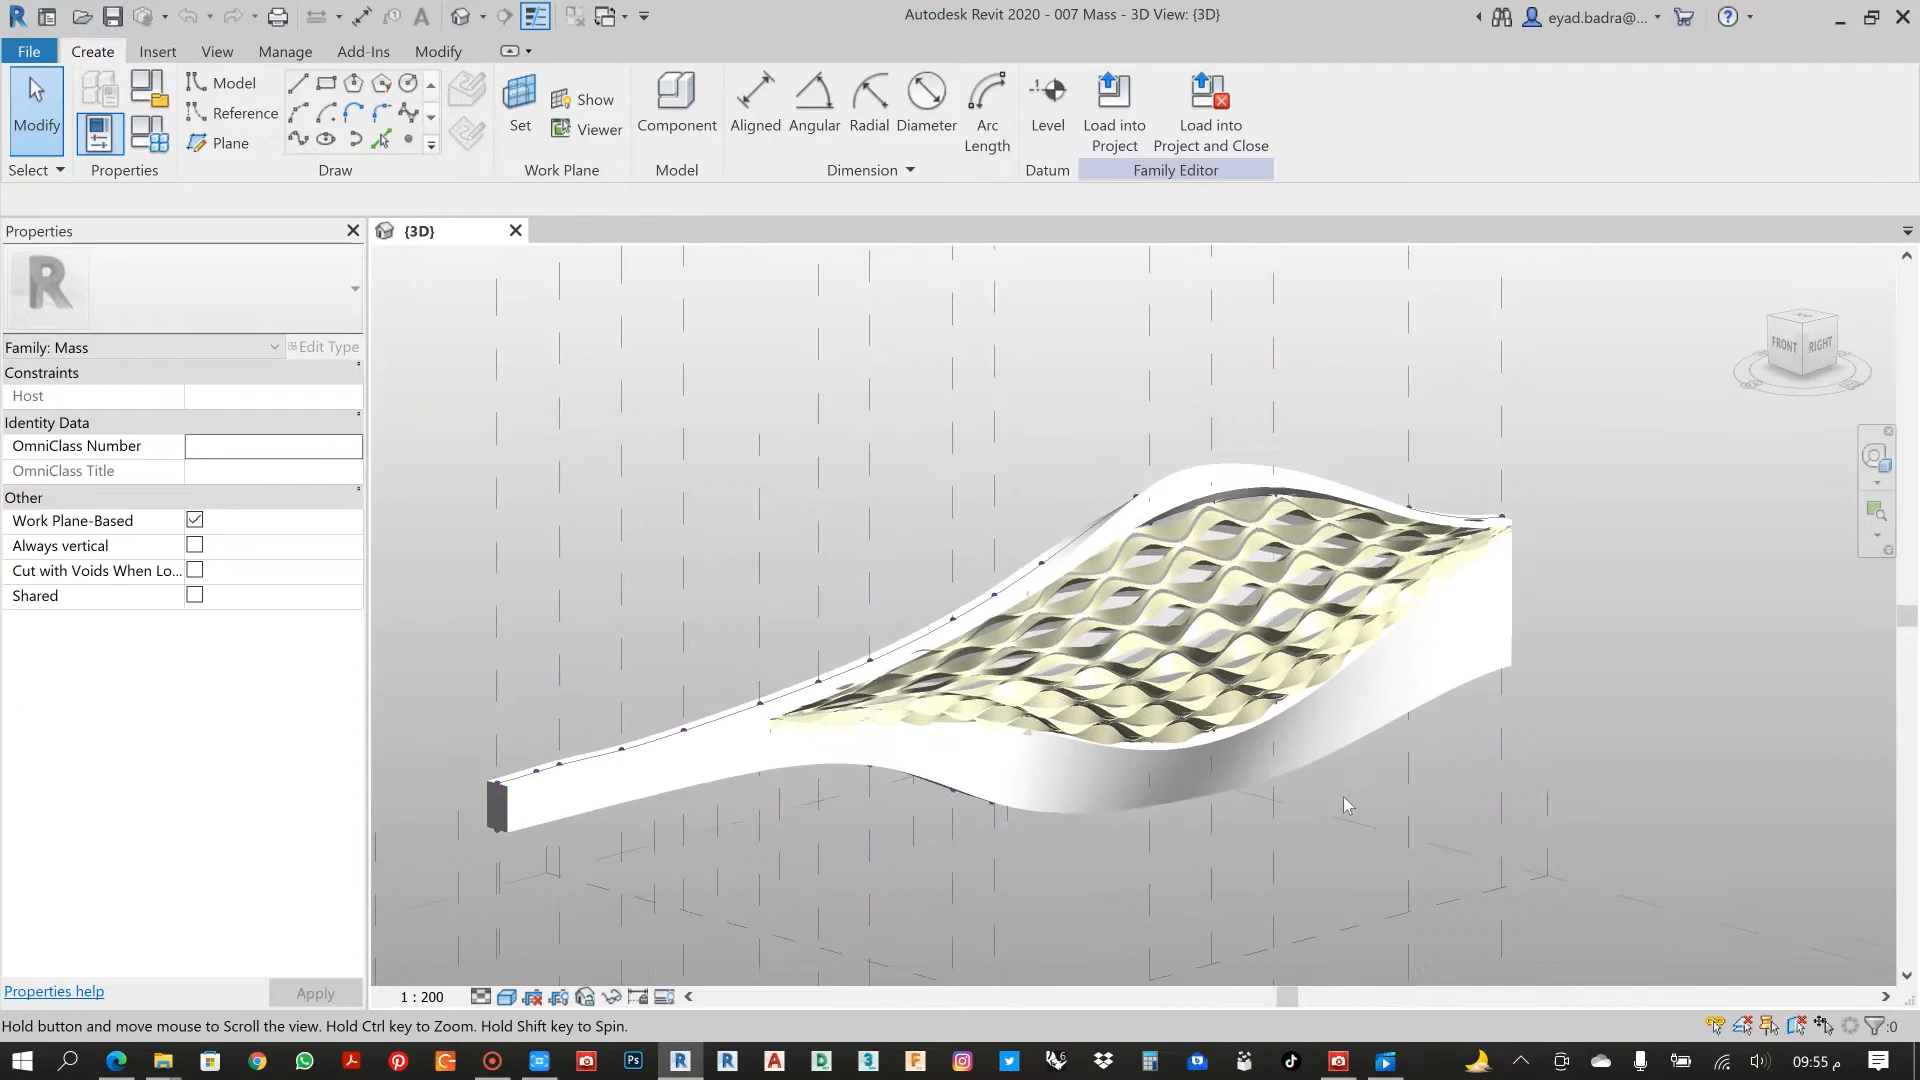 Autodesk Revit 2020 - 007 Mass - 3D View: {3D}
eyad.badra@...
File
Create
Insert
View
Manage
Add-Ins
Modify
Modify
Select
Properties
Model
Reference
Plane
Draw
Set
Show
Viewer
Work Plane
Component
Model
Aligned
Angular
Radial
Diameter
Arc
Length
Dimension
Level
Datum
Load into
Project
Load into
Project and Close
Family Editor
Properties
{3D}
R
Family: Mass
Edit Type
Constraints
Host
Identity Data
OmniClass Number
OmniClass Title
Other
Work Plane-Based
Always vertical
Cut with Voids When Lo...
Shared
Properties help
Apply
TOP
FRONT
RIGHT
1 : 200
Hold button and move mouse to Scroll the view. Hold Ctrl key to Zoom. Hold Shift key to Spin.
:0
09:55 م